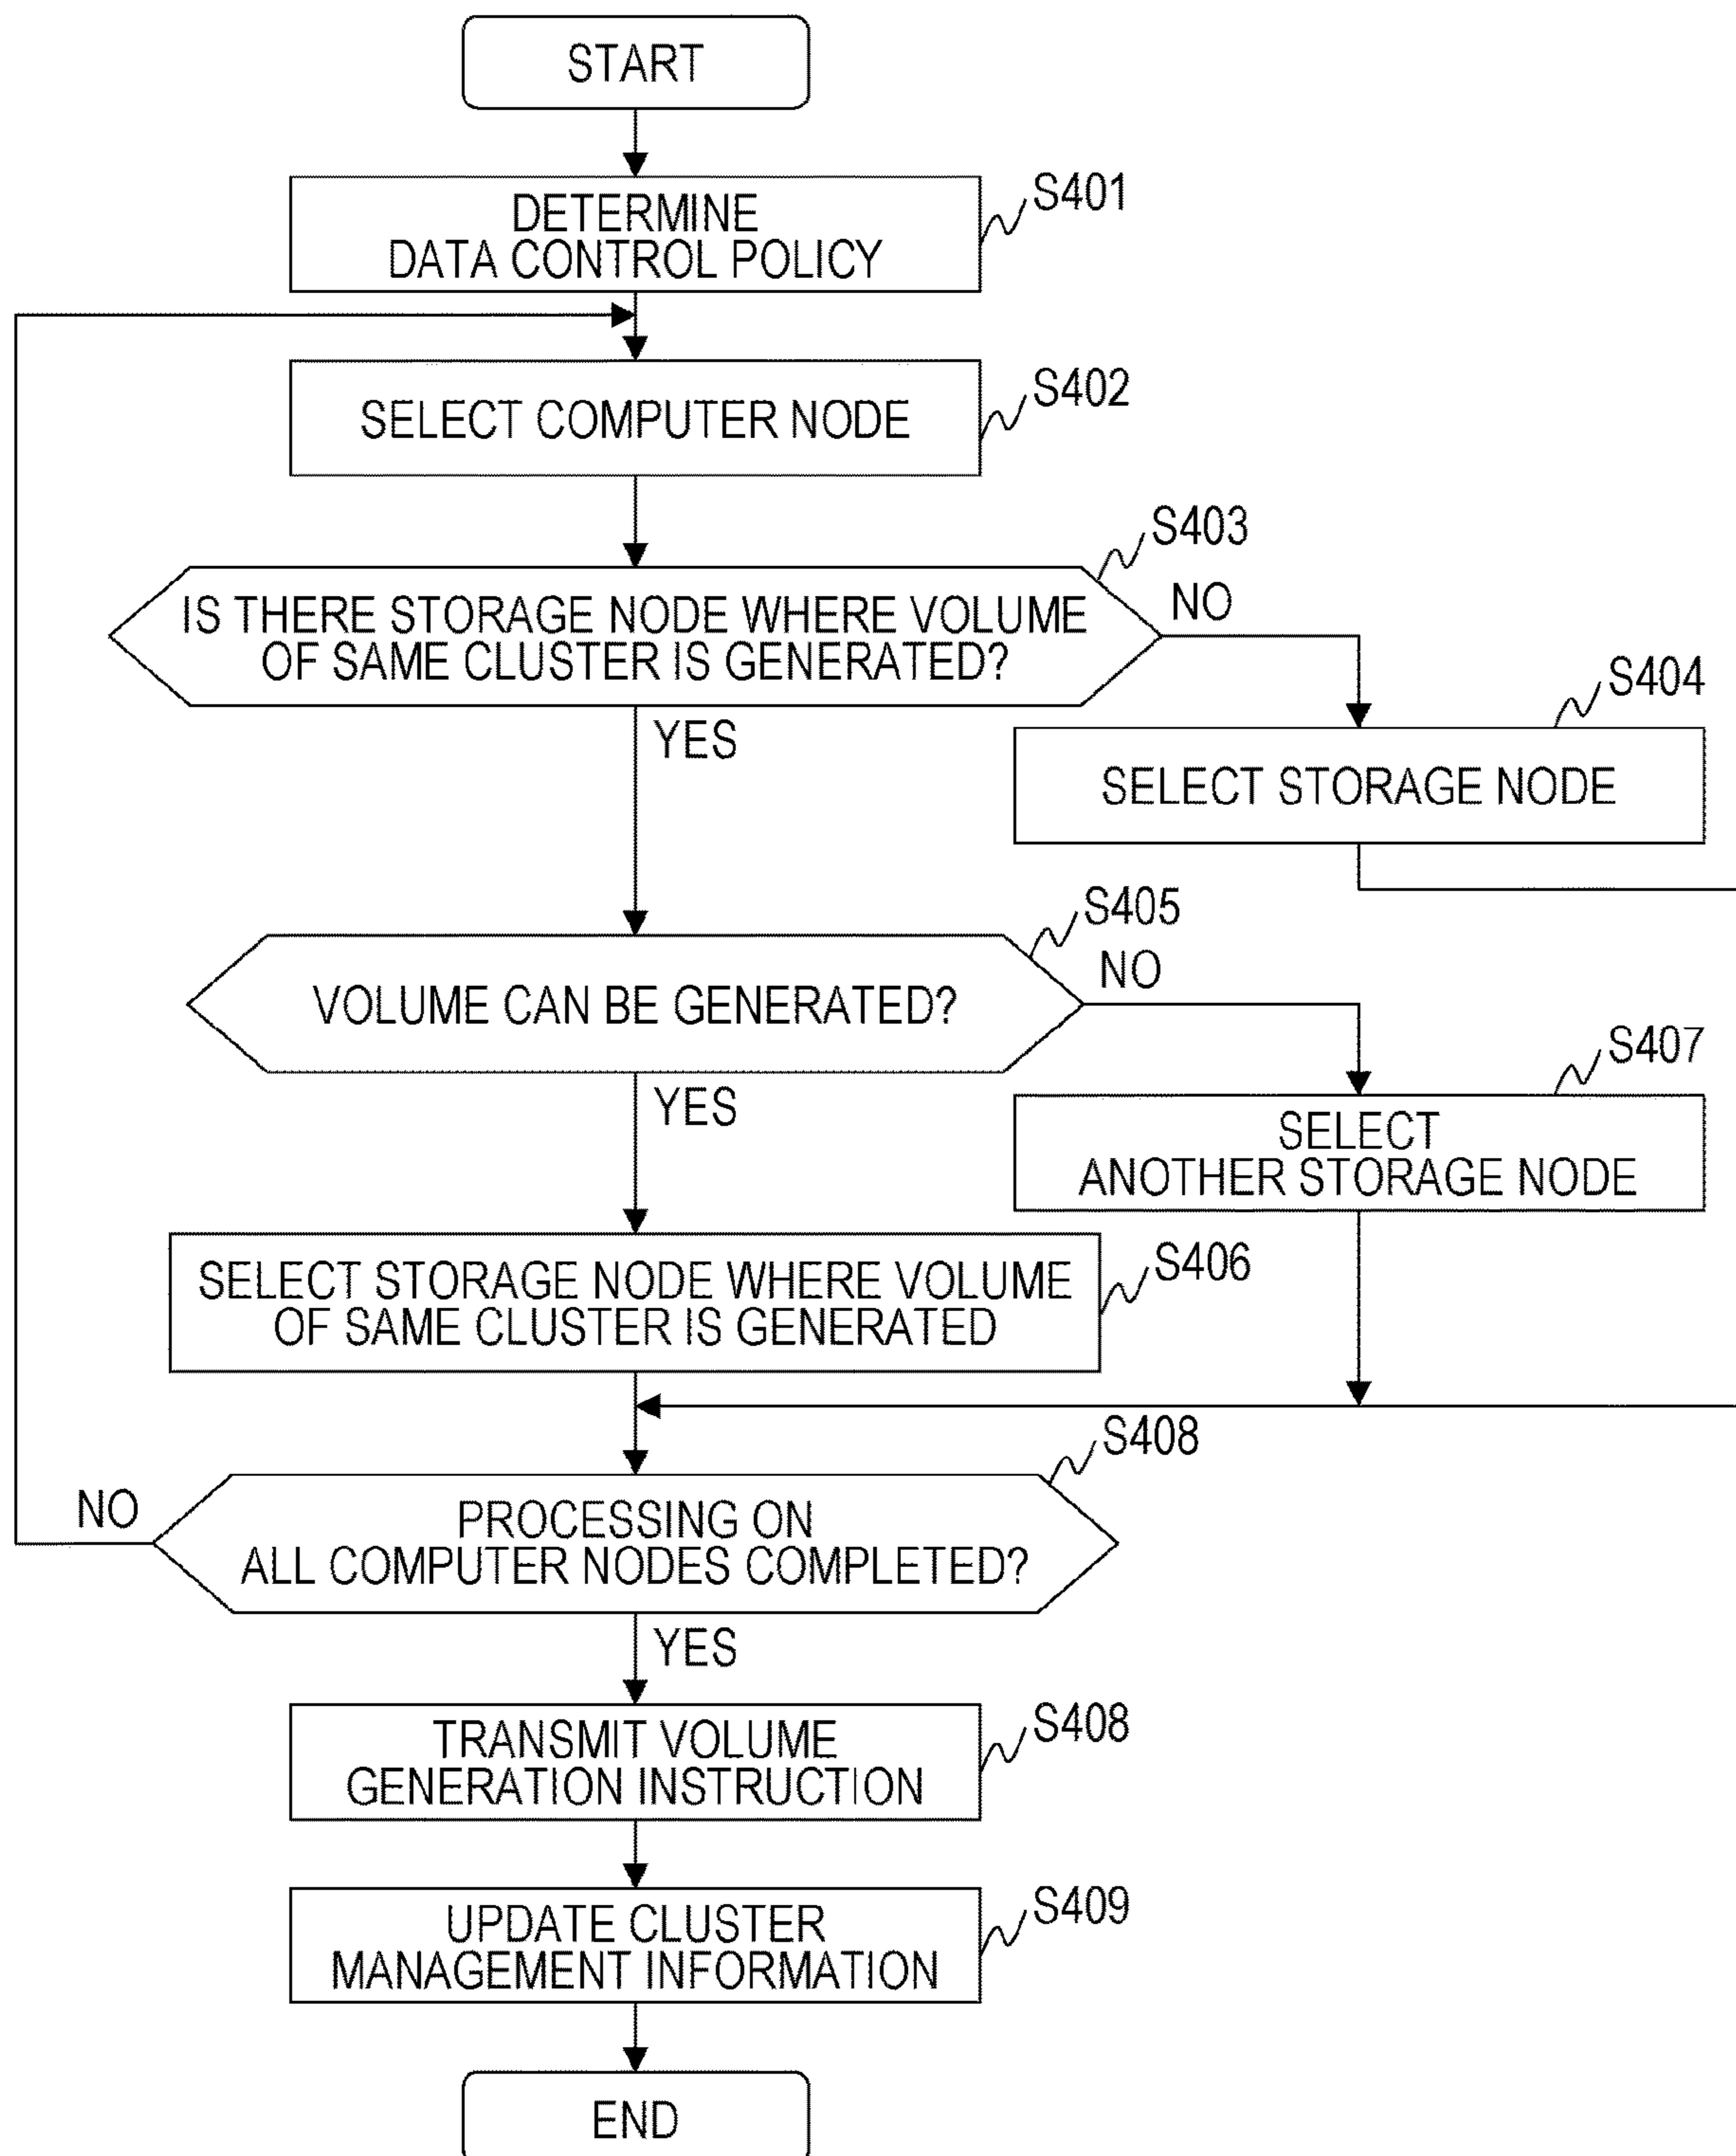 START
DETERMINE
DATA CONTROL POLICY
S401
SELECT COMPUTER NODE
S402
S403
IS THERE STORAGE NODE WHERE VOLUME
OF SAME CLUSTER IS GENERATED?
NO
YES
S404
SELECT STORAGE NODE
S405
VOLUME CAN BE GENERATED?
NO
YES
S407
SELECT
ANOTHER STORAGE NODE
SELECT STORAGE NODE WHERE VOLUME
OF SAME CLUSTER IS GENERATED
S406
S408
NO
PROCESSING ON
ALL COMPUTER NODES COMPLETED?
YES
TRANSMIT VOLUME
GENERATION INSTRUCTION
S408
UPDATE CLUSTER
MANAGEMENT INFORMATION
S409
END